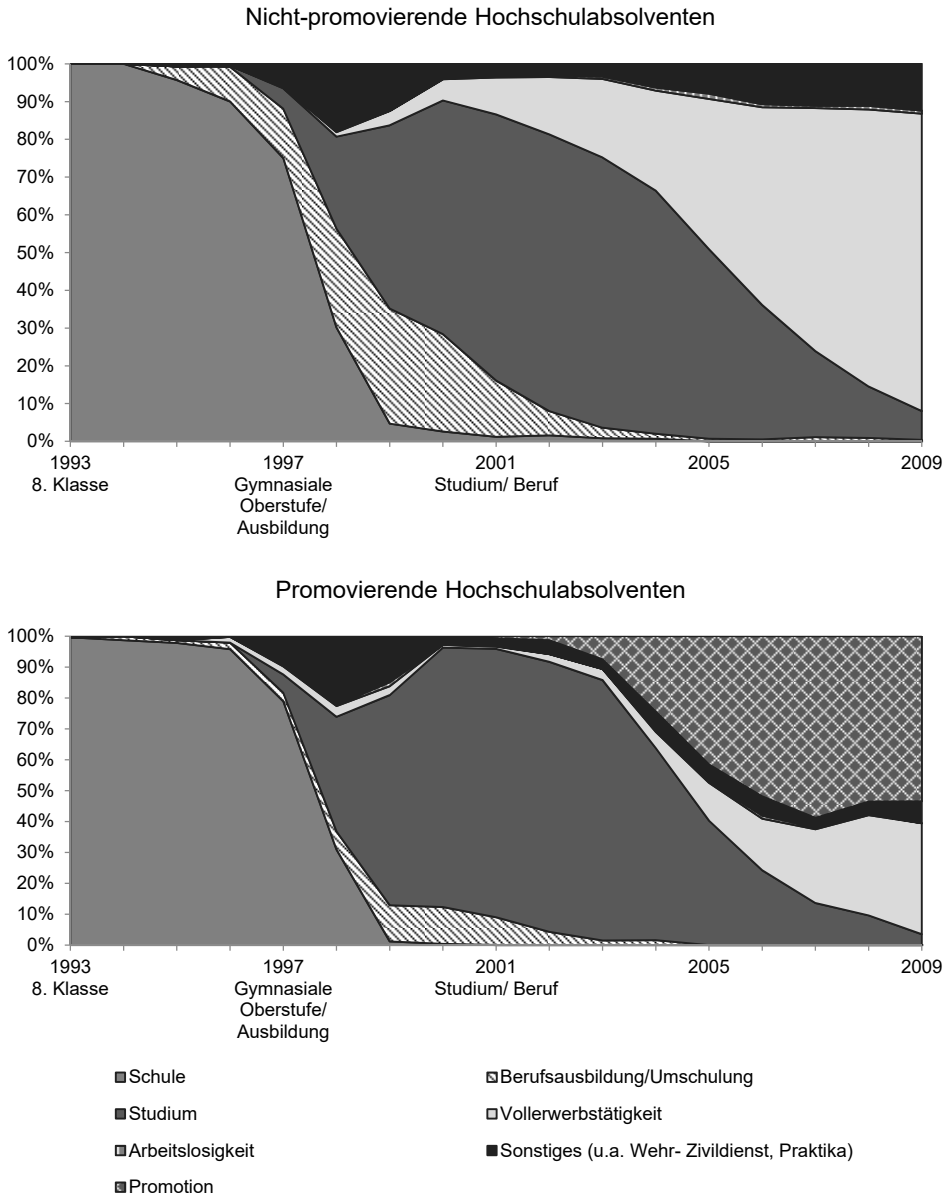 Nicht-promovierende Hochschulabsolventen
100%
90%
80%
70%
60%
50%
40%
30%
20%
10%
0%
1993 1997 2001 2005 2009
8. Klasse Gymnasiale Studium/ Beruf
Oberstufe/
Ausbildung
Promovierende Hochschulabsolventen
100%
90%
80%
70%
60%
50%
40%
30%
20%
10%
0%
1993 1997 2001 2005 2009
8. Klasse Gymnasiale Studium/ Beruf
Oberstufe/
Ausbildung
Schule Berufsausbildung/Umschulung
Studium Vollerwerbstätigkeit
Arbeitslosigkeit Sonstiges (u.a. Wehr- Zivildienst, Praktika)
Promotion